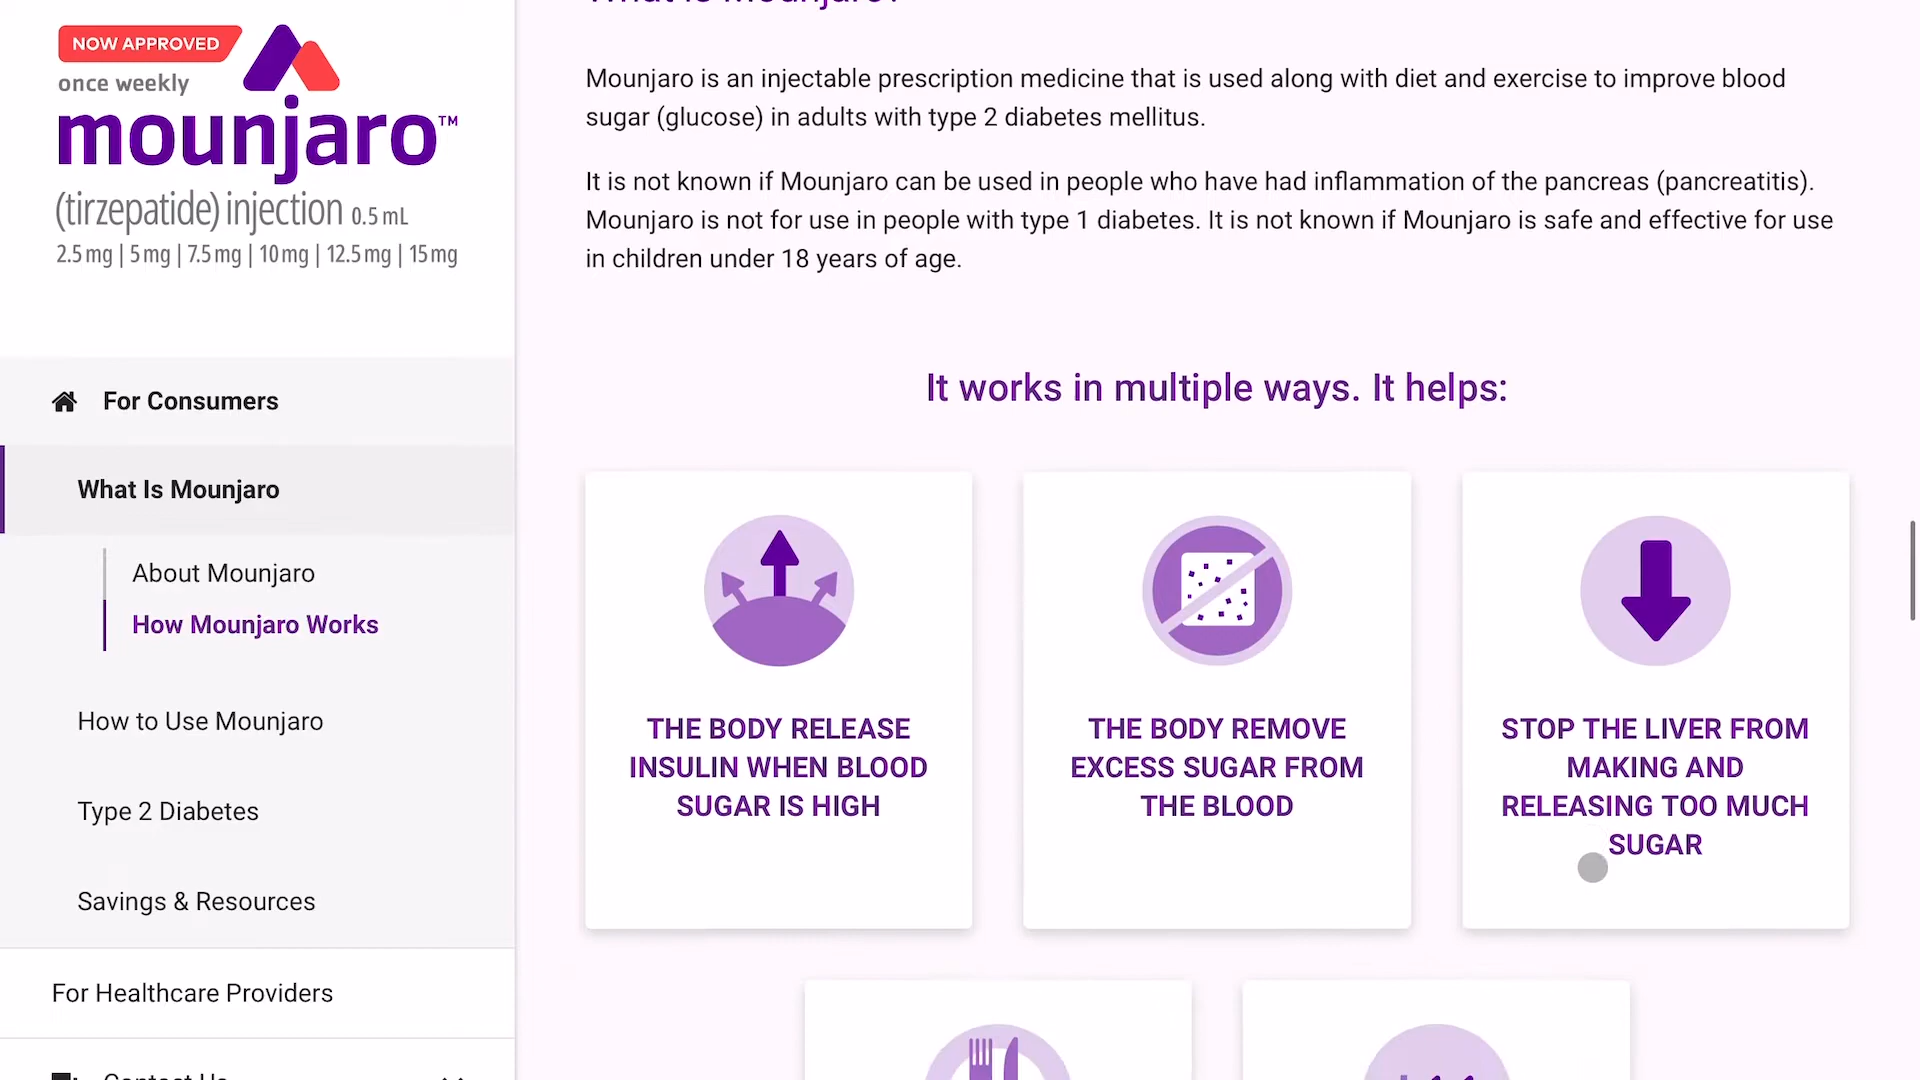 NOW APPROVED
once weekly
mounjaro™
(tirzepatide) injection 0.5 mL
2.5 mg | 5 mg | 7.5 mg | 10 mg | 12.5 mg | 15 mg
For Consumers
What Is Mounjaro
About Mounjaro
How Mounjaro Works
How to Use Mounjaro
Type 2 Diabetes
Savings & Resources
For Healthcare Providers
Contact Us
What is Mounjaro?
Mounjaro is an injectable prescription medicine that is used along with diet and exercise to improve blood
sugar (glucose) in adults with type 2 diabetes mellitus.
It is not known if Mounjaro can be used in people who have had inflammation of the pancreas (pancreatitis).
Mounjaro is not for use in people with type 1 diabetes. It is not known if Mounjaro is safe and effective for use
in children under 18 years of age.
It works in multiple ways. It helps:
THE BODY RELEASE
INSULIN WHEN BLOOD
SUGAR IS HIGH
THE BODY REMOVE
EXCESS SUGAR FROM
THE BLOOD
STOP THE LIVER FROM
MAKING AND
RELEASING TOO MUCH
SUGAR